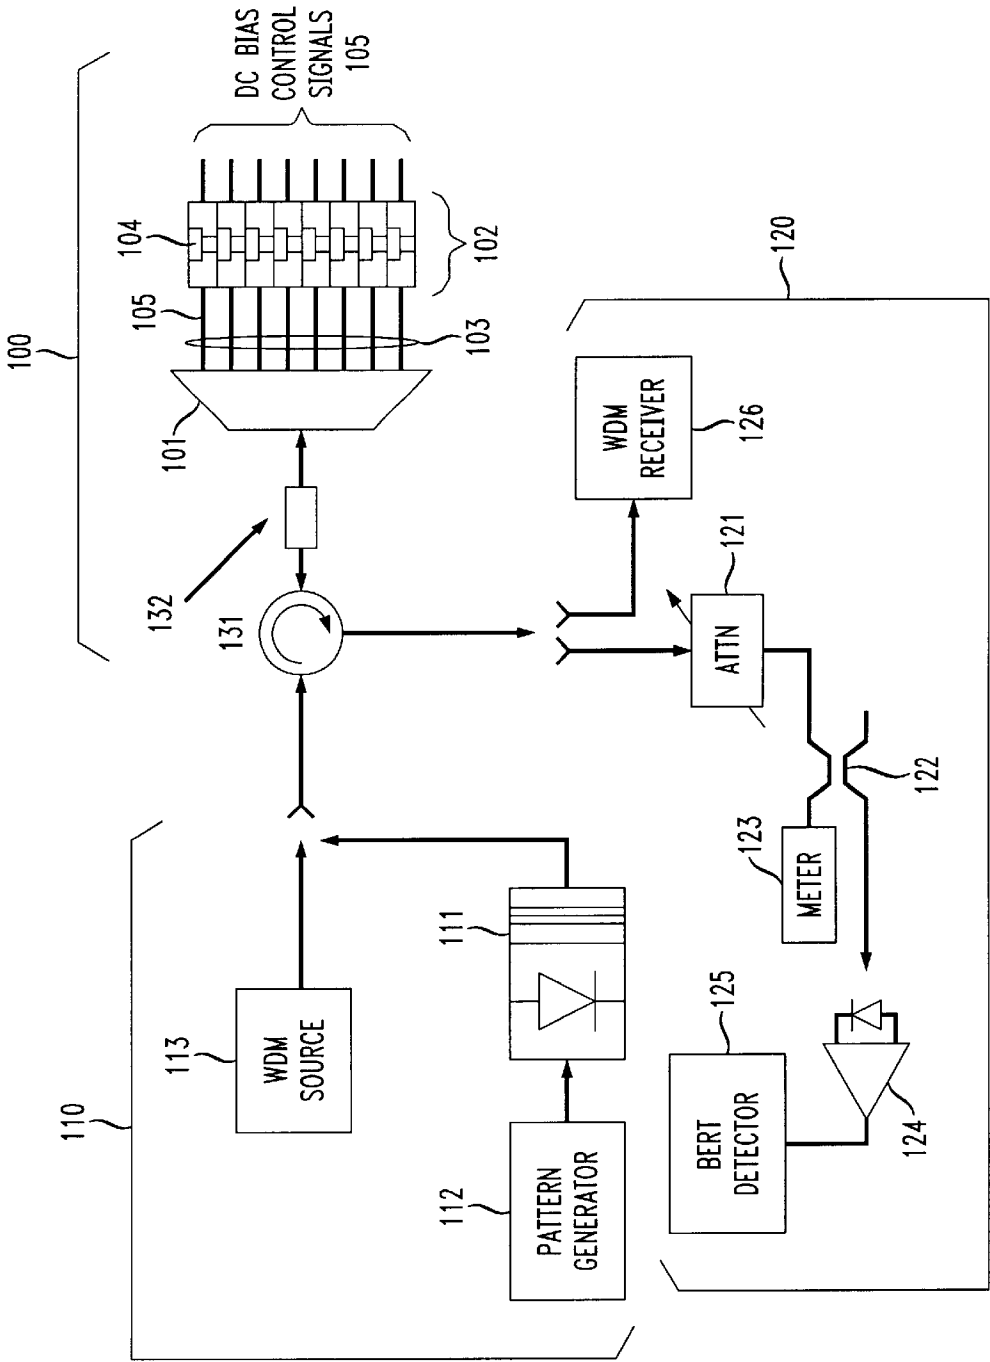 100
DC BIAS
CONTROL
SIGNALS
105
104
105
102
103
101
132
131
110
113
WDM
SOURCE
111
112
PATTERN
GENERATOR
120
WDM
RECEIVER
126
121
ATTN
122
123
METER
124
125
BERT
DETECTOR